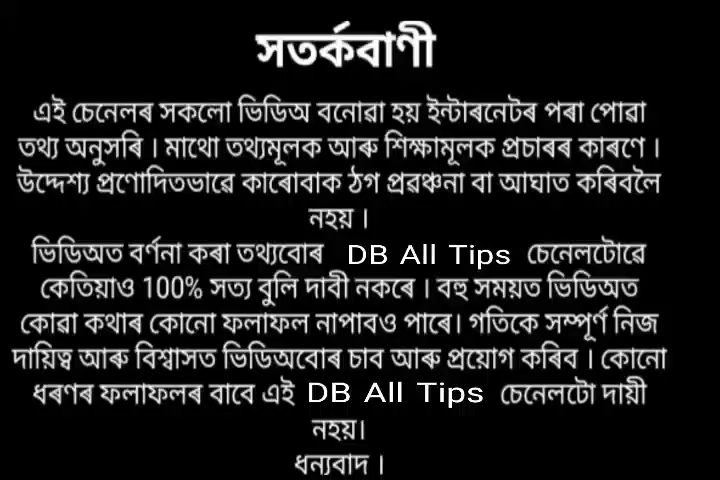 সতৰ্কবাণী
এই চেনেলৰ সকলো ভিডিঅ বনোৱা হয় ইন্টাৰনেটৰ পৰা পোৱা
তথ্য অনুসৰি । মাথো তথ্যমূলক আৰু শিক্ষামূলক প্ৰচাৰৰ কাৰণে ।
উদ্দেশ্য প্ৰণোদিতভাৱে কাৰোবাক ঠগ প্ৰৱঞ্চনা বা আঘাত কৰিবলৈ
নহয় ।
ভিডিঅত বৰ্ণনা কৰা তথ্যবোৰ DB All Tips চেনেলটোৱে
কেতিয়াও 100% সত্য বুলি দাবী নকৰে । বহু সময়ত ভিডিঅত
কোৱা কথাৰ কোনো ফলাফল নাপাবও পাৰে। গতিকে সম্পূৰ্ণ নিজ
দায়িত্ব আৰু বিশ্বাসত ভিডিঅবোৰ চাব আৰু প্ৰয়োগ কৰিব । কোনো
ধৰণৰ ফলাফলৰ বাবে এই DB All Tips চেনেলটো দায়ী
নহয়।
ধন্যবাদ ।